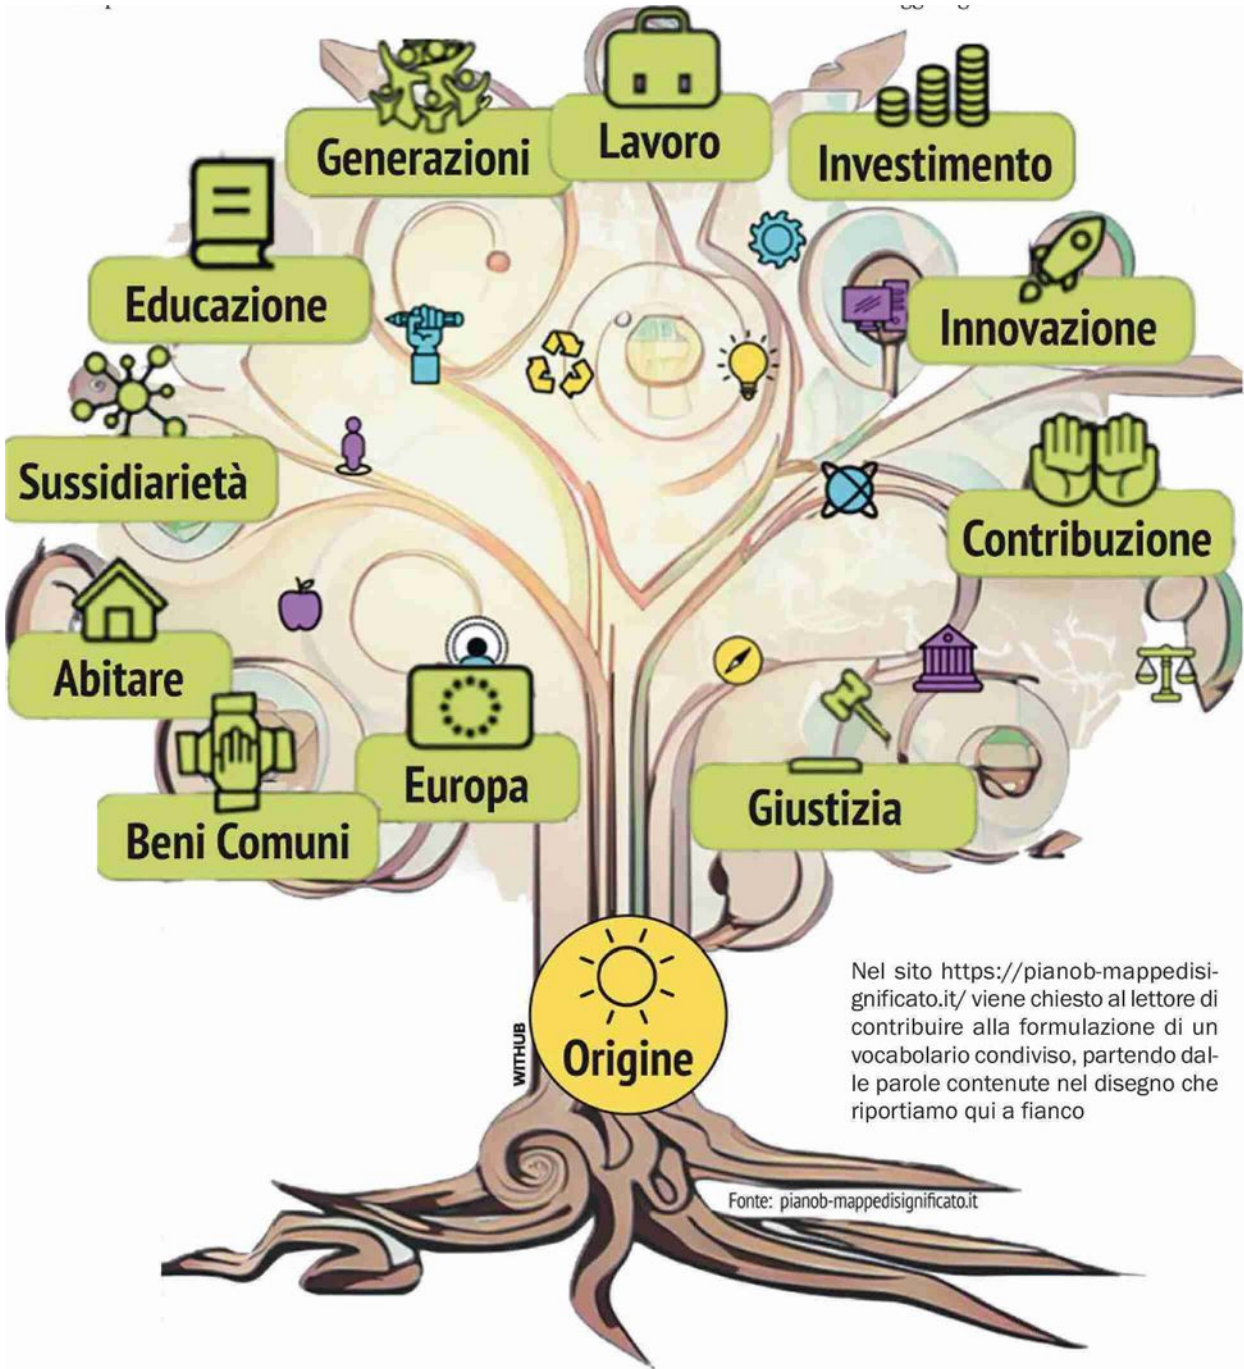 Generazioni
Lavoro
Investimento
Educazione
Innovazione
Sussidiarietà
Contribuzione
Abitare
Europa
Giustizia
Beni Comuni
Origine
WITHUB
Nel sito https://pianob-mappedisi-
gnificato.it/ viene chiesto al lettore di
contribuire alla formulazione di un
vocabolario condiviso, partendo dal-
le parole contenute nel disegno che
riportiamo qui a fianco
Fonte: pianob-mappedisignificato.it